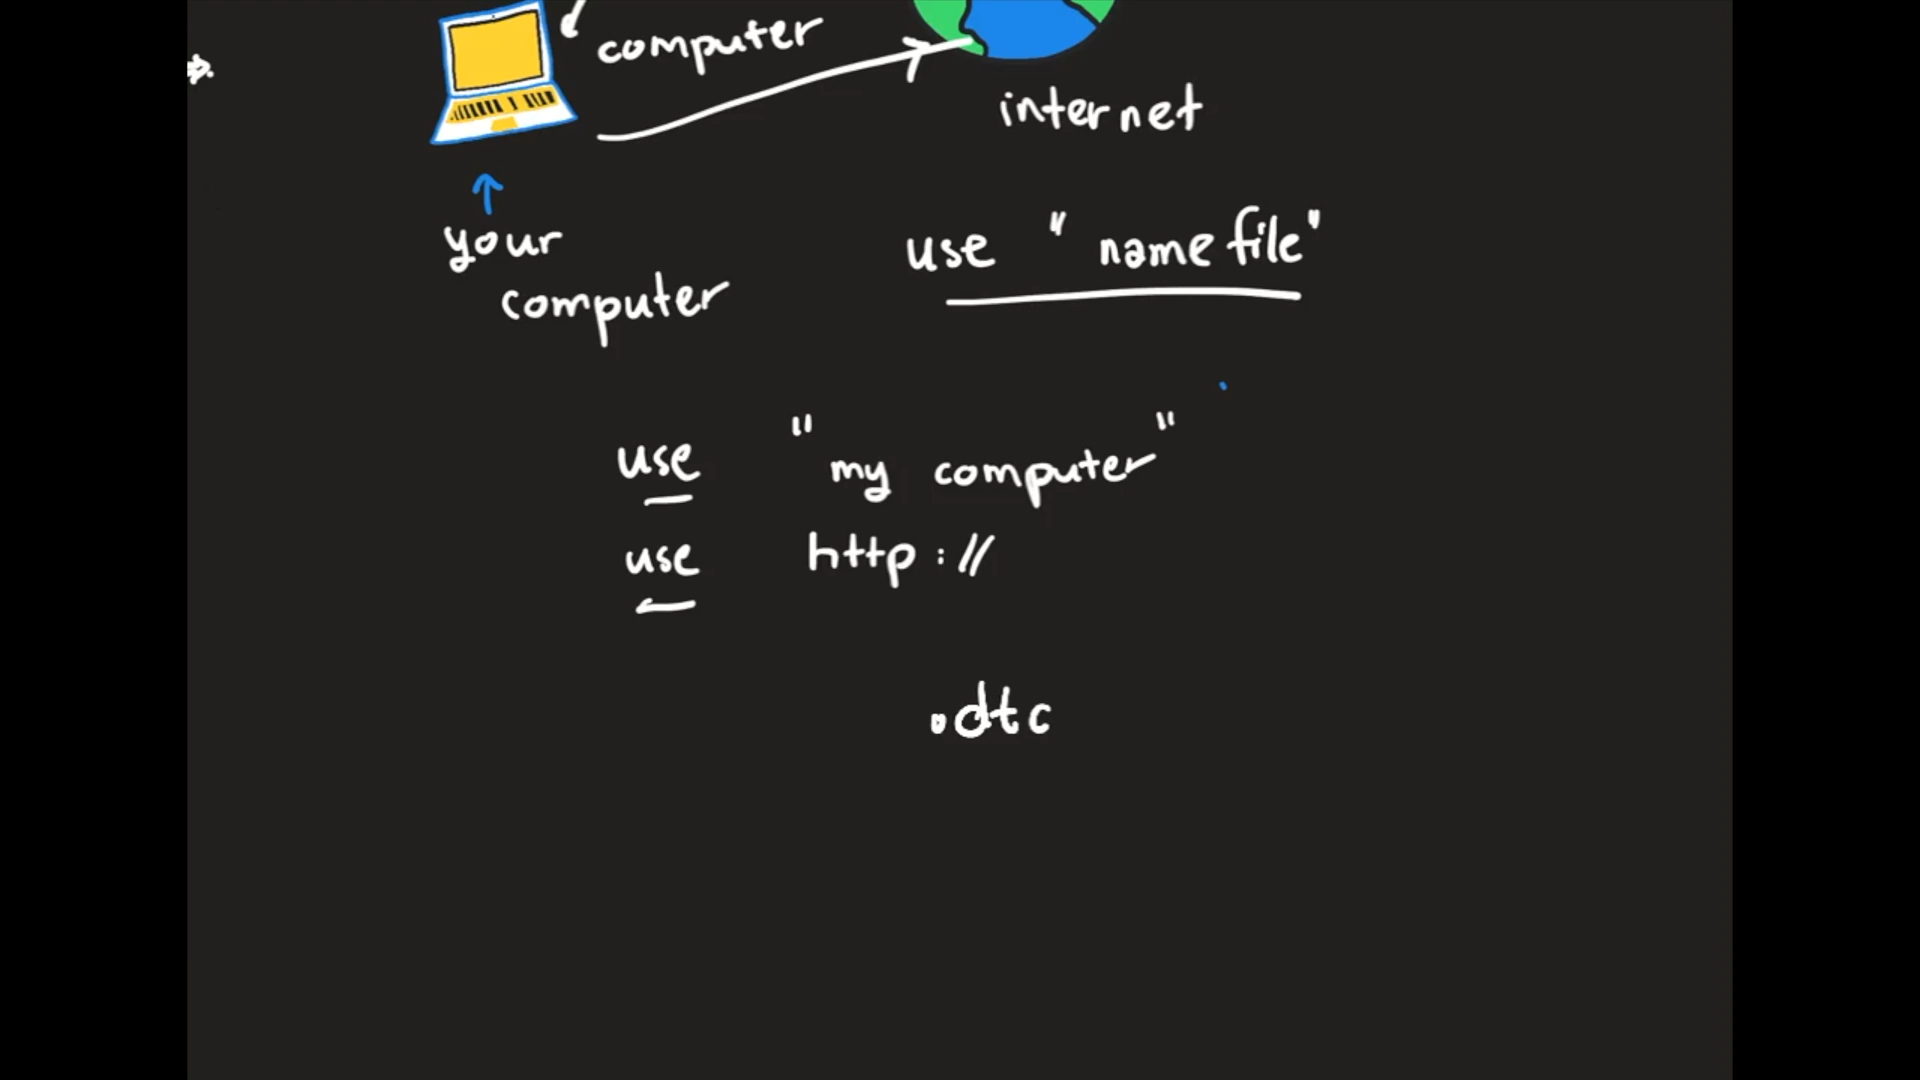 computer
internet
your
computer
use "name file"
use "my computer"
use http://
.dtc